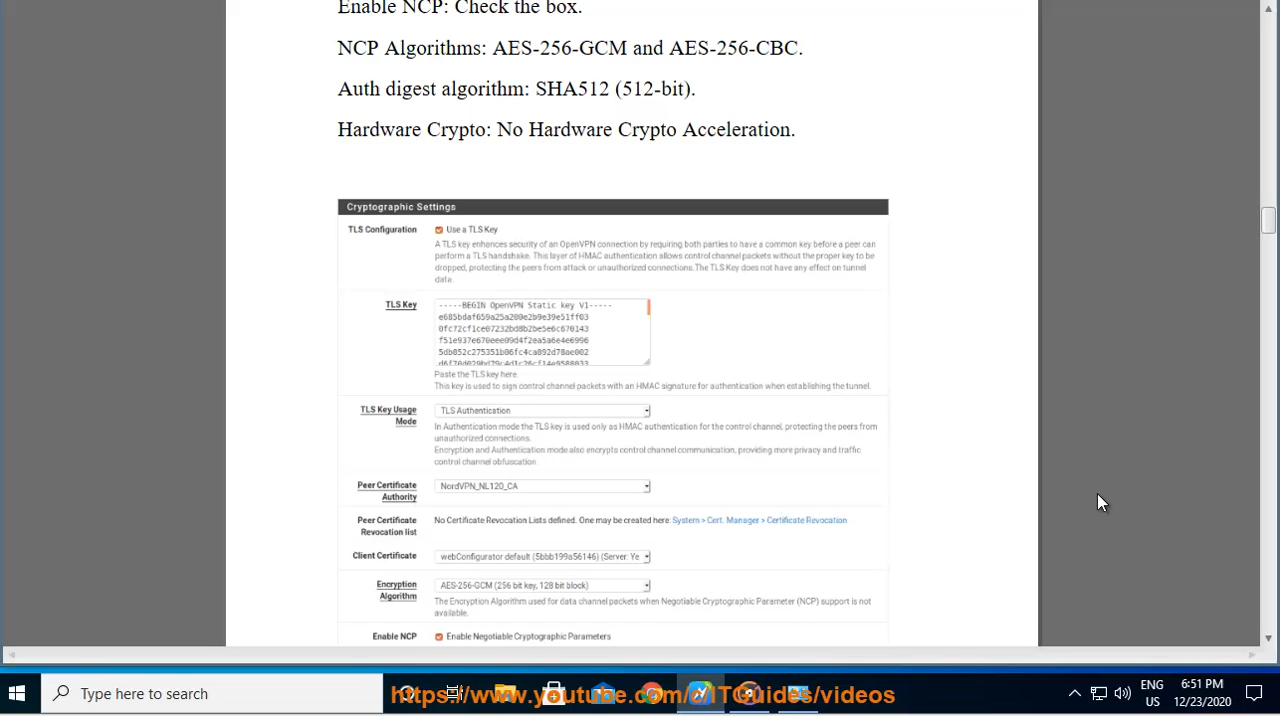 Enable NCP: Check the box.
NCP Algorithms: AES-256-GCM and AES-256-CBC.
Auth digest algorithm: SHA512 (512-bit).
Hardware Crypto: No Hardware Crypto Acceleration.
Cryptographic Settings
TLS Configuration
Use a TLS Key
A TLS key enhances security of an OpenVPN connection by requiring both parties to have a common key before a peer can
perform a TLS handshake. This layer of HMAC authentication allows control channel packets without the proper key to be
dropped, protecting the peers from attack or unauthorized connections.The TLS Key does not have any effect on tunnel
data.
TLS Key
-----BEGIN OpenVPN Static key V1-----
e685bdaf659a25a200e2b9e39e51ff03
0fc72cf1ce07232bd8b2be5e6c670143
f51e937e670eee09d4f2ea5a6e4e6996
5db852c275351b86fc4ca892d78ae002
Paste the TLS key here.
This key is used to sign control channel packets with an HMAC signature for authentication when establishing the tunnel.
TLS Key Usage
Mode
TLS Authentication
In Authentication mode the TLS key is used only as HMAC authentication for the control channel, protecting the peers from
unauthorized connections.
Encryption and Authentication mode also encrypts control channel communication, providing more privacy and traffic
control channel obfuscation.
Peer Certificate
Authority
NordVPN_NL120_CA
Peer Certificate
Revocation list
No Certificate Revocation Lists defined. One may be created here: System > Cert. Manager > Certificate Revocation
Client Certificate
webConfigurator default (5bbb199a56146) (Server: Ye
Encryption
Algorithm
AES-256-GCM (256 bit key, 128 bit block)
The Encryption Algorithm used for data channel packets when Negotiable Cryptographic Parameter (NCP) support is not
available.
Enable NCP
Enable Negotiable Cryptographic Parameters
Type here to search
https://www.youtube.com/c/ITGuides/videos
ENG
US
6:51 PM
12/23/2020